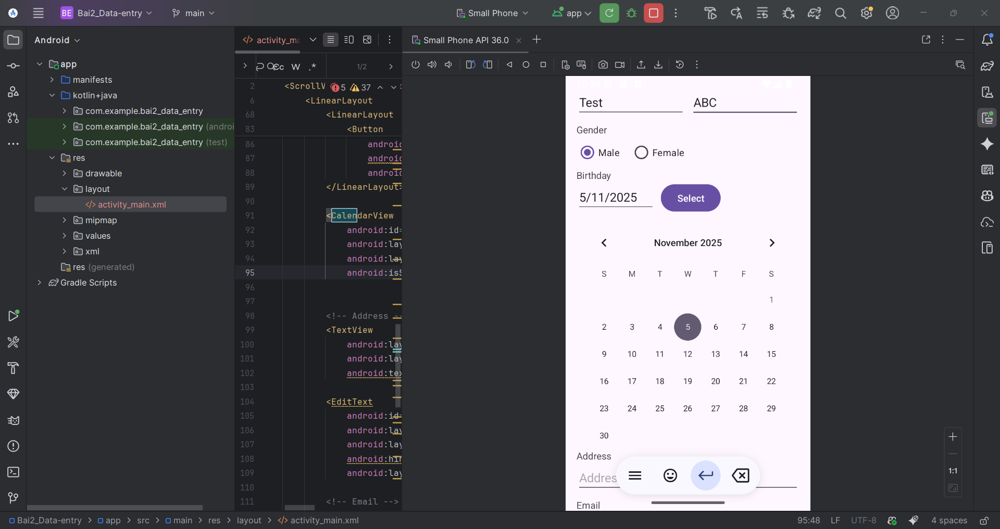 BE Bai2_Data-entry main Small Phone app
Android
app
manifests
kotlin+java
com.example.bai2_data_entry
com.example.bai2_data_entry (androi
com.example.bai2_data_entry (test)
res
drawable
layout
</> activity_main.xml
mipmap
values
xml
res (generated)
Gradle Scripts
</> activity_ma
Cc W .* 1/2
5 37
2 <ScrollV
6 <LinearLayout
68 <LinearLayout
83 <Button
86 android
87 android
88 android
89 </LinearLayout>
90
91 <CalendarView
92 android:id=
93 android:lay
94 android:lay
95 android:isS
96
97
98 <!-- Address --
99 <TextView
100 android:lay
101 android:lay
102 android:tex
103
104 <EditText
105 android:id=
106 android:lay
107 android:lay
108 android:hin
109 android:lay
110
111 <!-- Email -->
Small Phone API 36.0
Test ABC
Gender
Male Female
Birthday
5/11/2025 Select
November 2025
S M T W T F S
1
2 3 4 5 6 7 8
9 10 11 12 13 14 15
16 17 18 19 20 21 22
23 24 25 26 27 28 29
30
Address
Addres
Email
1:1
Bai2_Data-entry > app > src > main > res > layout > </> activity_main.xml
95:48 LF UTF-8 4 spaces